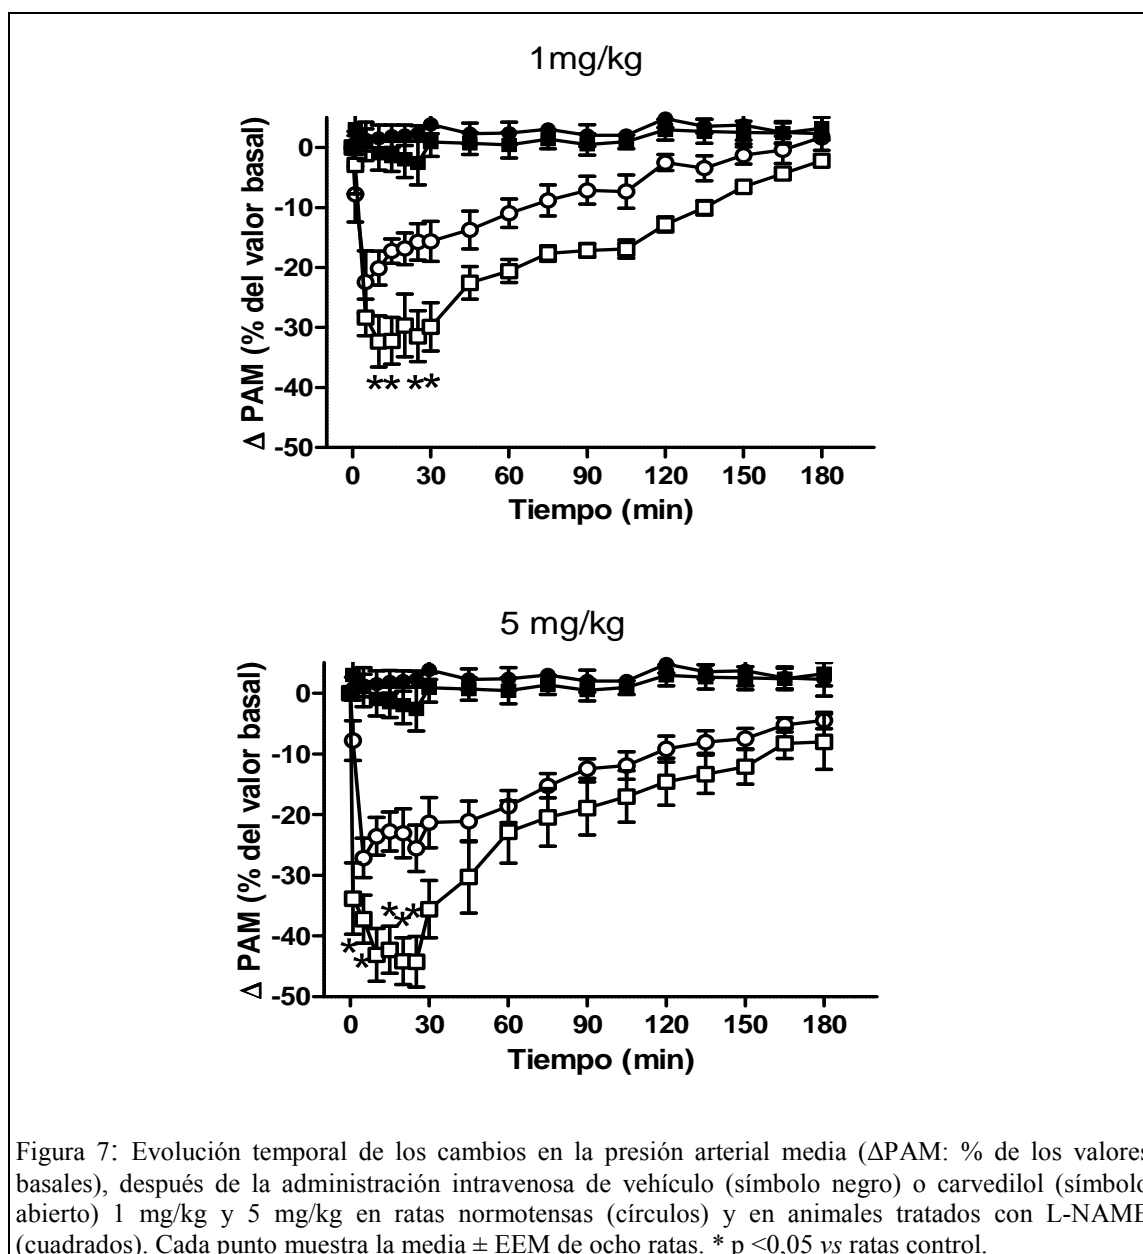 1mg/kg
Δ PAM (% del valor basal)
0
-10
-20
-30
-40
-50
** **
0 30 60 90 120 150 180
Tiempo (min)
5 mg/kg
Δ PAM (% del valor basal)
0
-10
-20
-30
-40
-50
* * * * *
0 30 60 90 120 150 180
Tiempo (min)
Figura 7: Evolución temporal de los cambios en la presión arterial media (ΔPAM: % de los valores
basales), después de la administración intravenosa de vehículo (símbolo negro) o carvedilol (símbolo
abierto) 1 mg/kg y 5 mg/kg en ratas normotensas (círculos) y en animales tratados con L-NAME
(cuadrados). Cada punto muestra la media ± EEM de ocho ratas. * p <0,05 vs ratas control.